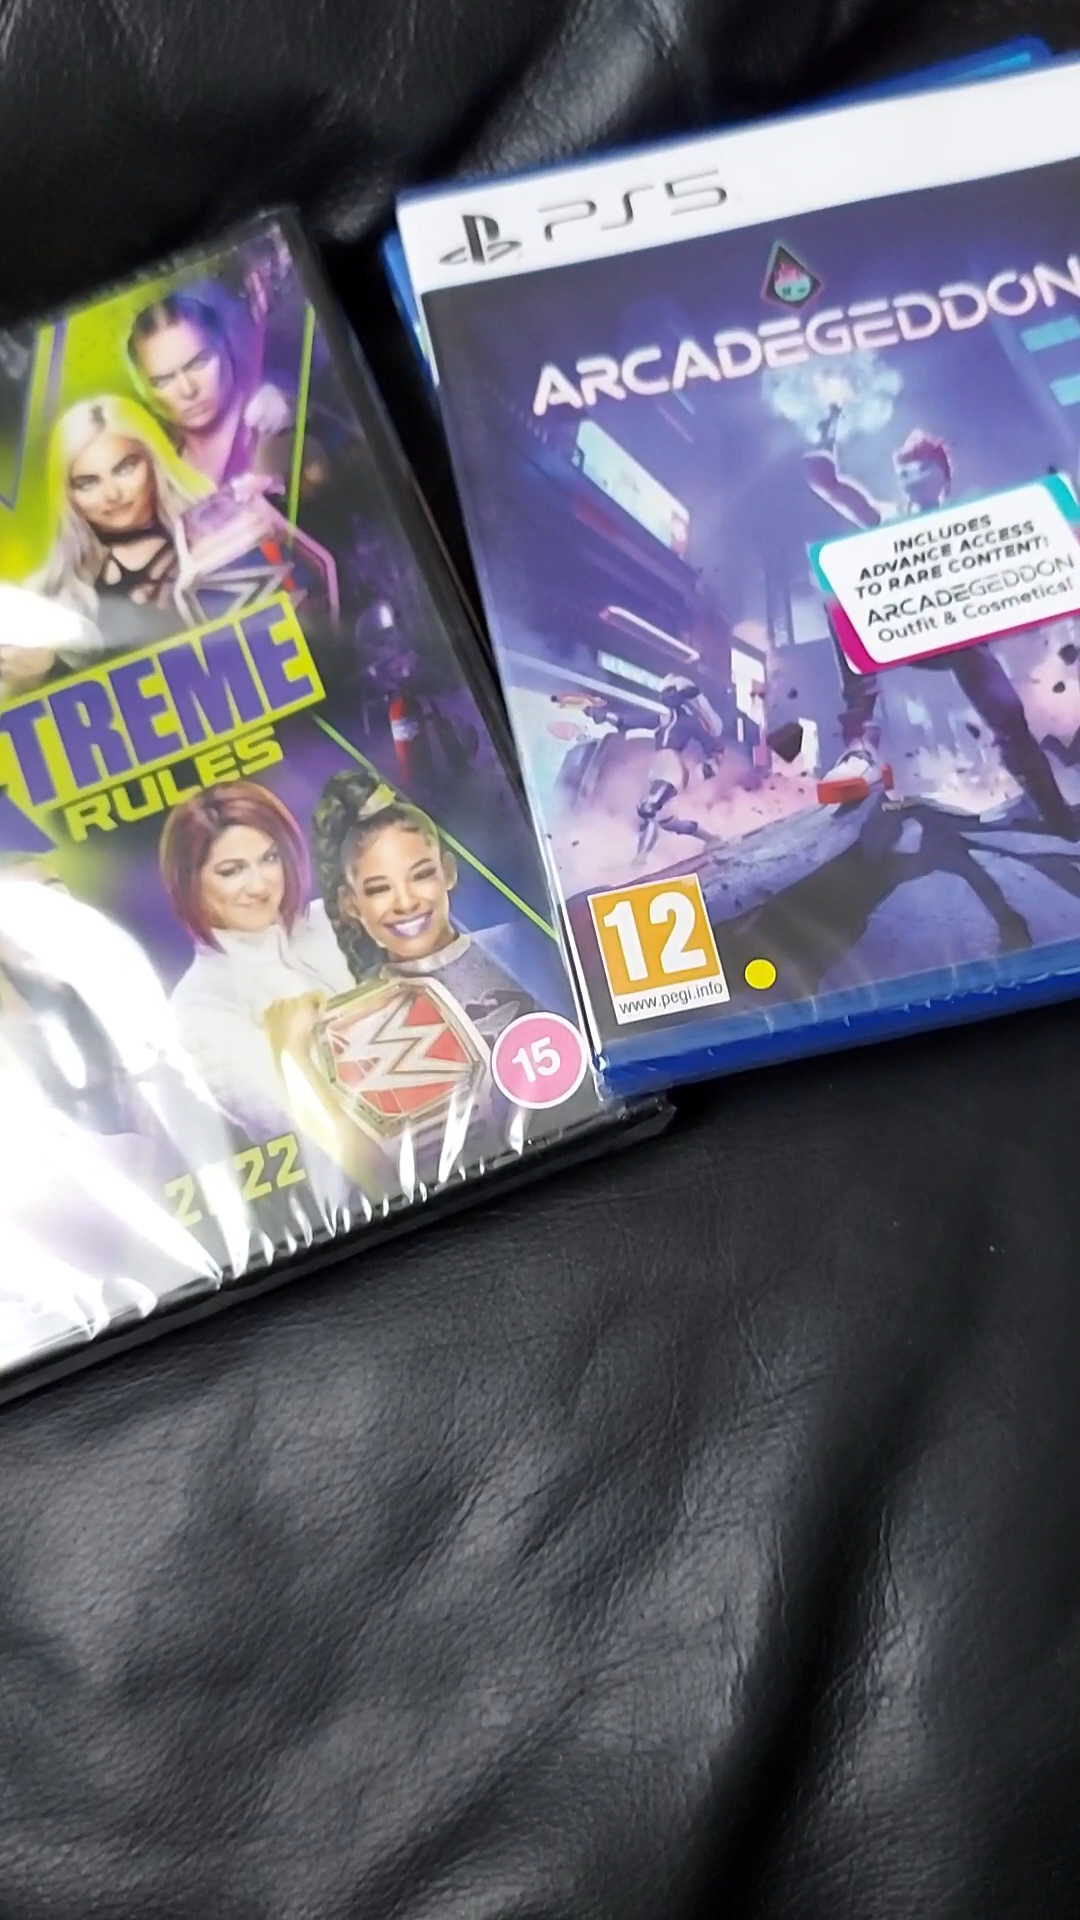 TREME
RULES
15
2022
PS5
ARCADEGEDDON
INCLUDES
ADVANCE ACCESS
TO RARE CONTENT:
ARCADEGEDDON
Outfit & Cosmetics!
12
www.pegi.info